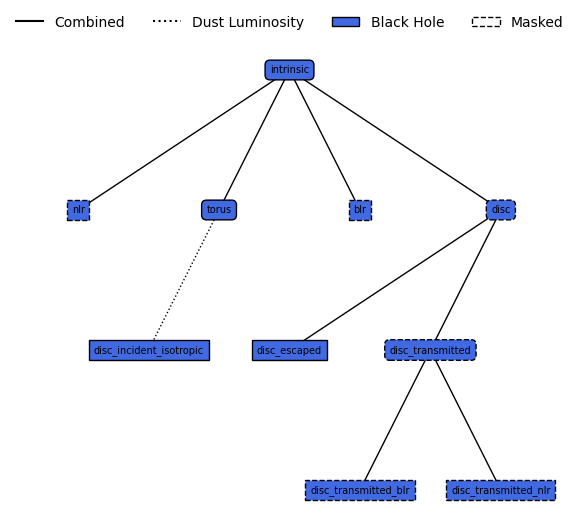 Combined Dust Luminosity Black Hole Masked
intrinsic
nlr torus blr disc
disc_incident_isotropic disc_escaped disc_transmitted
disc_transmitted_blr disc_transmitted_nlr